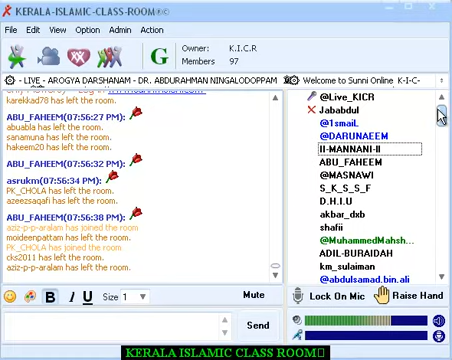 KERALA-ISLAMIC-CLASS-ROOM®©
File Edit View Option Admin Action
G Owner: K.I.C.R
Members 97
- LIVE - AROGYA DARSHANAM - DR. ABDURAHMAN NINGALODOPPAM
Welcome to Sunni Online K-I-C-
karekkad78 has left the room.
ABU_FAHEEM(07:56:27 PM):
abuabla has left the room.
sanamuna has left the room.
hakeem20 has left the room.
ABU_FAHEEM(07:56:32 PM):
asrukm(07:56:34 PM):
PK_CHOLA has left the room.
azeezsaqafi has left the room.
ABU_FAHEEM(07:56:38 PM):
aziz-p-p-aralam has joined the room
moideenpattam has left the room.
PK_CHOLA has joined the room
cks2011 has left the room.
aziz-p-p-aralam has left the room.
@Live_KICR
Jababdul
@1smaiL
@DARUNAEEM
II-MANNANI-II
ABU_FAHEEM
@MASNAWI
S_K_S_S_F
D.H.I.U
akbar_dxb
shafii
@MuhammedMahsh...
ADIL-BURAIDAH
km_sulaiman
@abdulsamad.bin.ali
B I U Size 1 Mute
Lock On Mic Raise Hand
Send
KERALA ISLAMIC CLASS ROOM